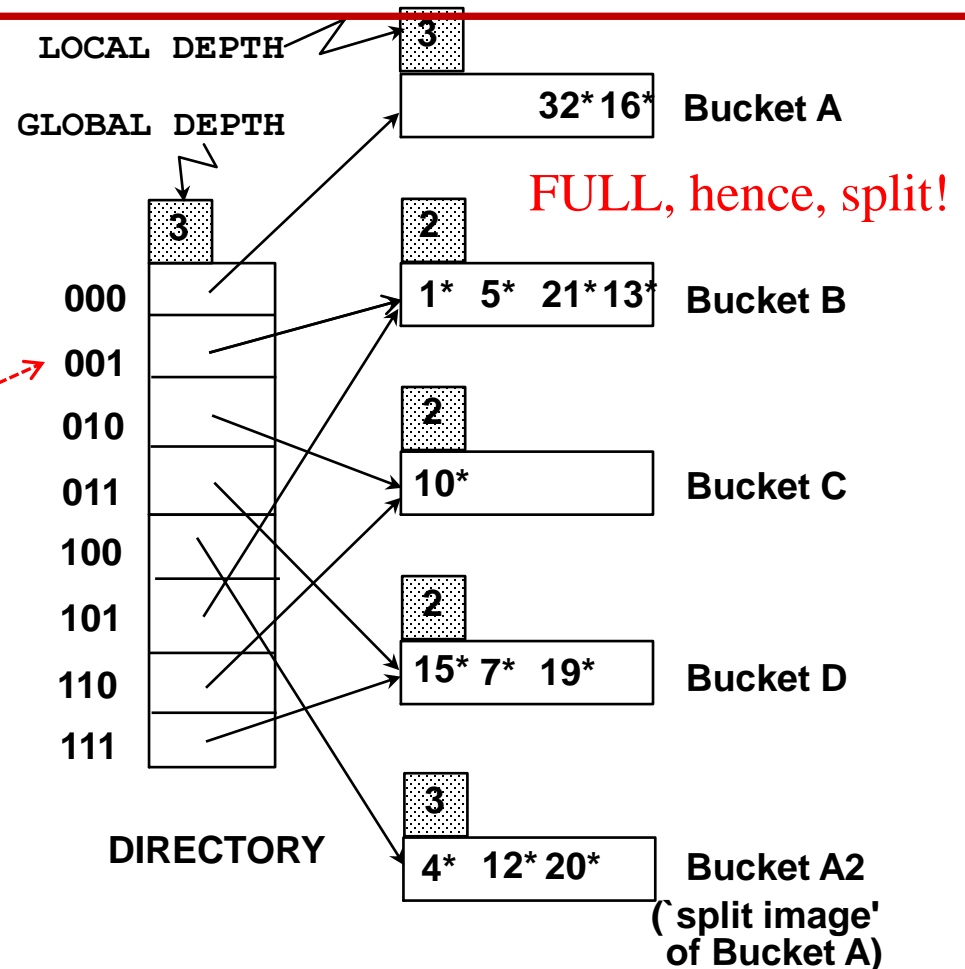 LOCAL DEPTH
3
32* 16*
Bucket A
GLOBAL DEPTH
3
FULL, hence, split!
2
1* 5* 21* 13*
Bucket B
000
001
010
011
100
101
110
111
2
10*
Bucket C
2
15* 7* 19*
Bucket D
3
DIRECTORY
4* 12* 20*
Bucket A2
(`split image'
of Bucket A)